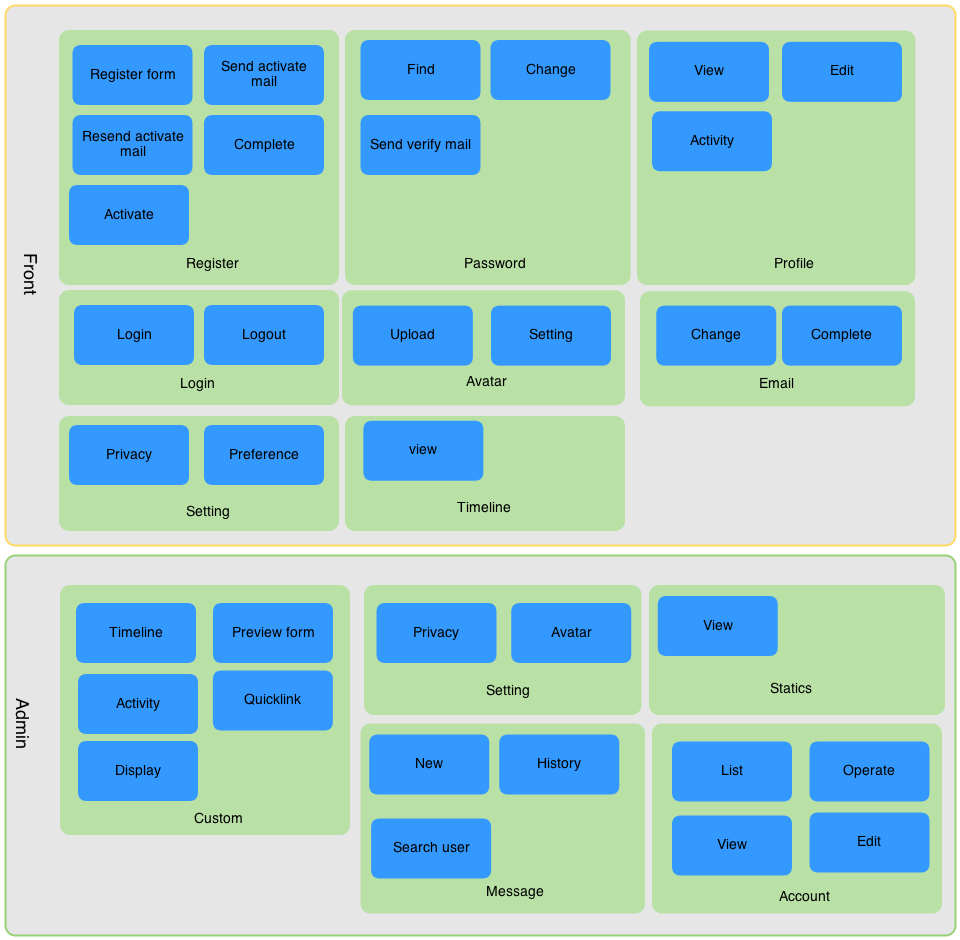 Front
Register form
Send activate
mail
Resend activate
mail
Complete
Activate
Register
Find
Change
Send verify mail
Password
View
Edit
Activity
Profile
Login
Logout
Login
Upload
Setting
Avatar
Change
Complete
Email
Privacy
Preference
Setting
view
Timeline
Admin
Timeline
Preview form
Activity
Quicklink
Display
Custom
Privacy
Avatar
Setting
View
Statics
New
History
Search user
Message
List
Operate
View
Edit
Account